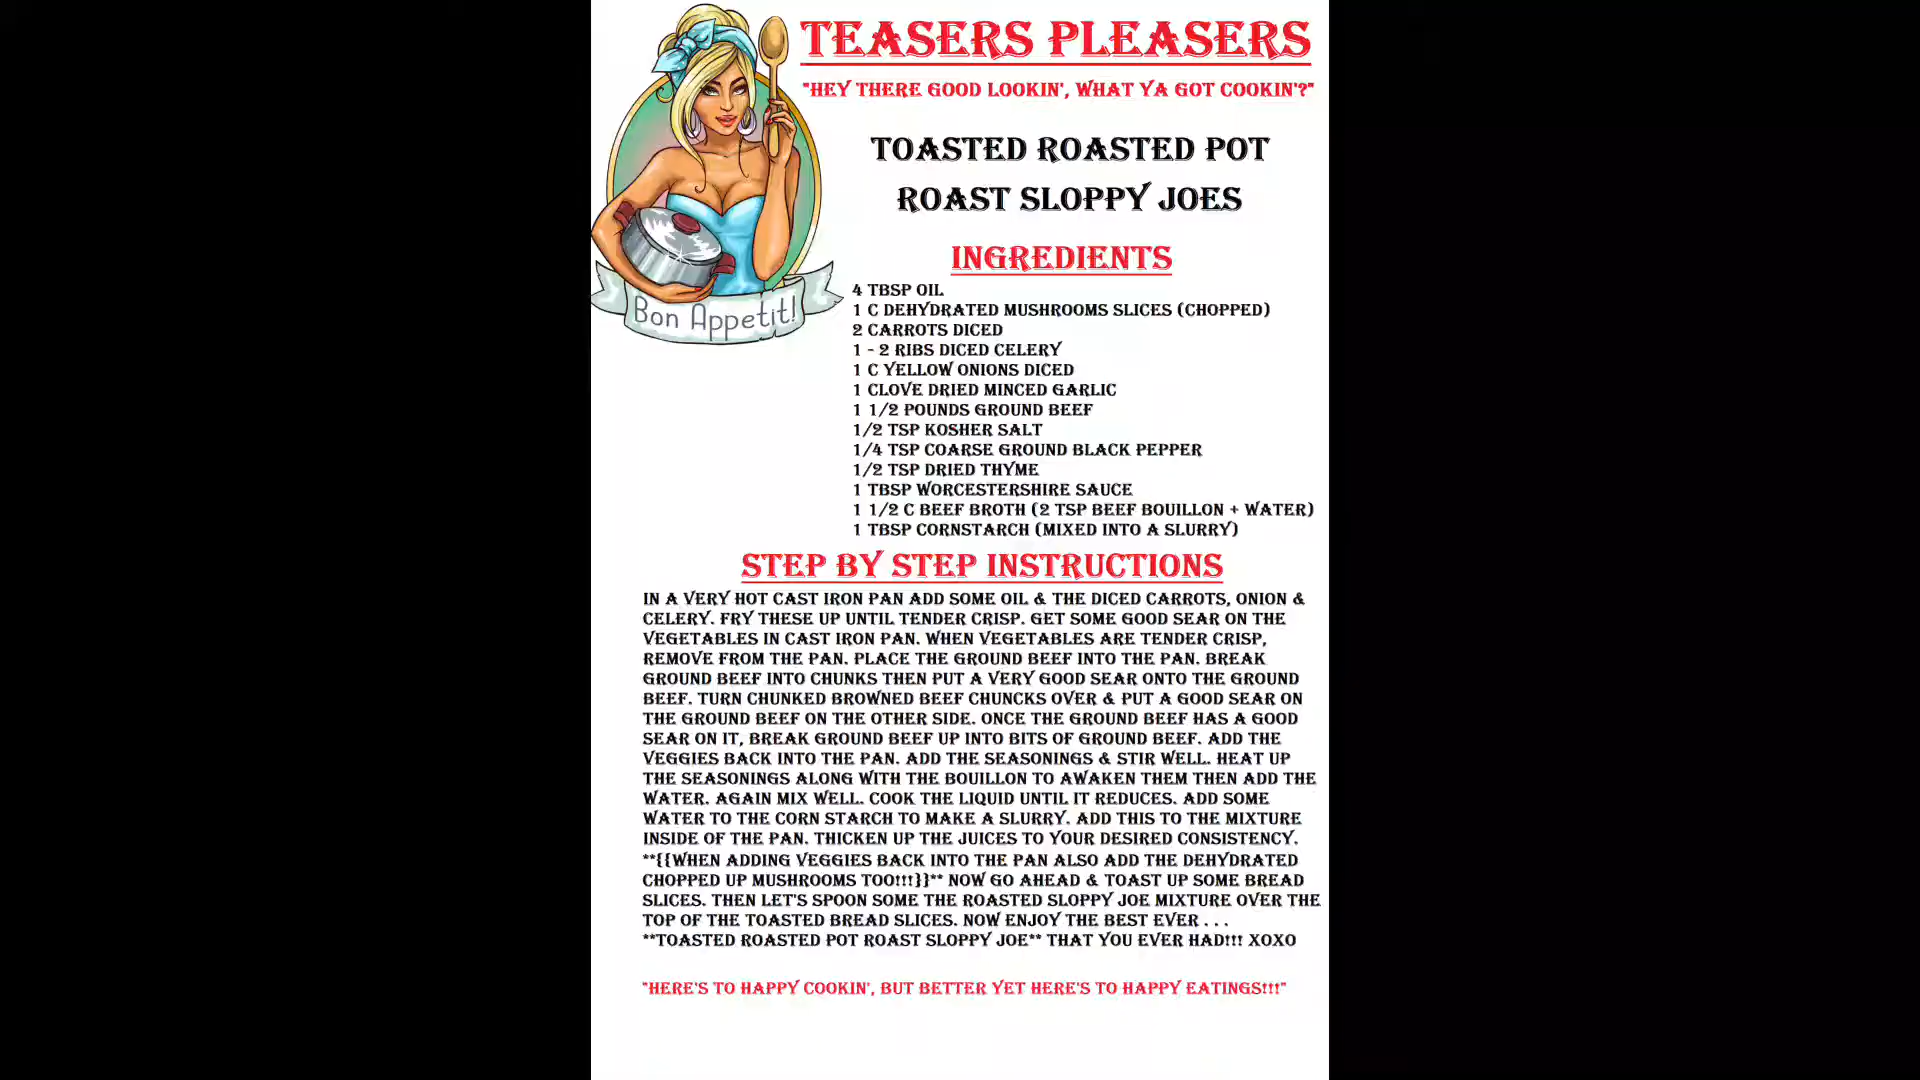 TEASERS PLEASERS
"HEY THERE GOOD LOOKIN', WHAT YA GOT COOKIN'?"
TOASTED ROASTED POT
ROAST SLOPPY JOES
Bon Appetit!
INGREDIENTS
4 TBSP OIL
1 C DEHYDRATED MUSHROOMS SLICES (CHOPPED)
2 CARROTS DICED
1 - 2 RIBS DICED CELERY
1 C YELLOW ONIONS DICED
1 CLOVE DRIED MINCED GARLIC
1 1/2 POUNDS GROUND BEEF
1/2 TSP KOSHER SALT
1/4 TSP COARSE GROUND BLACK PEPPER
1/2 TSP DRIED THYME
1 TBSP WORCESTERSHIRE SAUCE
1 1/2 C BEEF BROTH (2 TSP BEEF BOUILLON + WATER)
1 TBSP CORNSTARCH (MIXED INTO A SLURRY)
STEP BY STEP INSTRUCTIONS
IN A VERY HOT CAST IRON PAN ADD SOME OIL & THE DICED CARROTS, ONION &
CELERY. FRY THESE UP UNTIL TENDER CRISP. GET SOME GOOD SEAR ON THE
VEGETABLES IN CAST IRON PAN. WHEN VEGETABLES ARE TENDER CRISP,
REMOVE FROM THE PAN. PLACE THE GROUND BEEF INTO THE PAN. BREAK
GROUND BEEF INTO CHUNKS THEN PUT A VERY GOOD SEAR ONTO THE GROUND
BEEF. TURN CHUNKED BROWNED BEEF CHUNCKS OVER & PUT A GOOD SEAR ON
THE GROUND BEEF ON THE OTHER SIDE. ONCE THE GROUND BEEF HAS A GOOD
SEAR ON IT, BREAK GROUND BEEF UP INTO BITS OF GROUND BEEF. ADD THE
VEGGIES BACK INTO THE PAN. ADD THE SEASONINGS & STIR WELL. HEAT UP
THE SEASONINGS ALONG WITH THE BOUILLON TO AWAKEN THEM THEN ADD THE
WATER. AGAIN MIX WELL. COOK THE LIQUID UNTIL IT REDUCES. ADD SOME
WATER TO THE CORN STARCH TO MAKE A SLURRY. ADD THIS TO THE MIXTURE
INSIDE OF THE PAN. THICKEN UP THE JUICES TO YOUR DESIRED CONSISTENCY.
**{{WHEN ADDING VEGGIES BACK INTO THE PAN ALSO ADD THE DEHYDRATED
CHOPPED UP MUSHROOMS TOO!!!}}** NOW GO AHEAD & TOAST UP SOME BREAD
SLICES. THEN LET'S SPOON SOME THE ROASTED SLOPPY JOE MIXTURE OVER THE
TOP OF THE TOASTED BREAD SLICES. NOW ENJOY THE BEST EVER . . .
**TOASTED ROASTED POT ROAST SLOPPY JOE** THAT YOU EVER HAD!!! XOXO
"HERE'S TO HAPPY COOKIN', BUT BETTER YET HERE'S TO HAPPY EATINGS!!!"